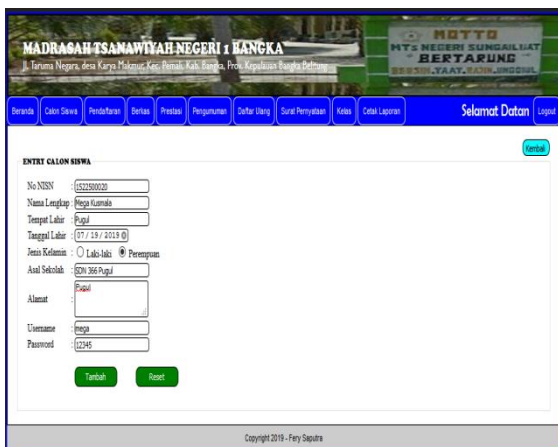 MADRASAH TSANAWIYAH NEGERI 1 BANGKA
Jl. Taruma Negara, desa Karya Makmur, Kec. Pemali, Kab. Bangka, Prov. Kepulauan Bangka Belitung
MOTTO
MTs NEGERI SUNGAILIAT
BERTARUNG
Beranda Calon Siswa Pendaftaran Berkas Prestasi Pengumuman Daftar Ulang Surat Pernyataan Kelas Cetak Laporan Selamat Datan Logout
Kembali
ENTRY CALON SISWA
No NISN : 1522500020
Nama Lengkap : Mega Kusmala
Tempat Lahir : Pugul
Tanggal Lahir : 07 / 19 / 2019
Jenis Kelamin : Laki-laki Perempuan
Asal Sekolah : SDN 366 Pugul
Alamat : Pugul
Username : mega
Password : 12345
Tambah Reset
Copyright 2019 - Fery Saputra